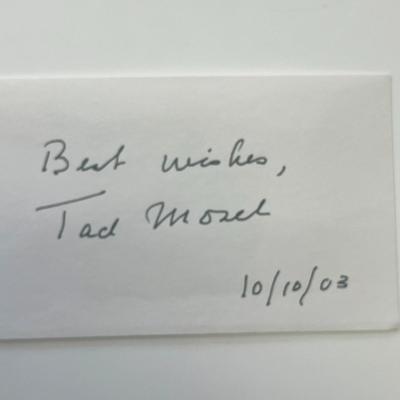 Best wishes,
Tad Mosel
10/10/03